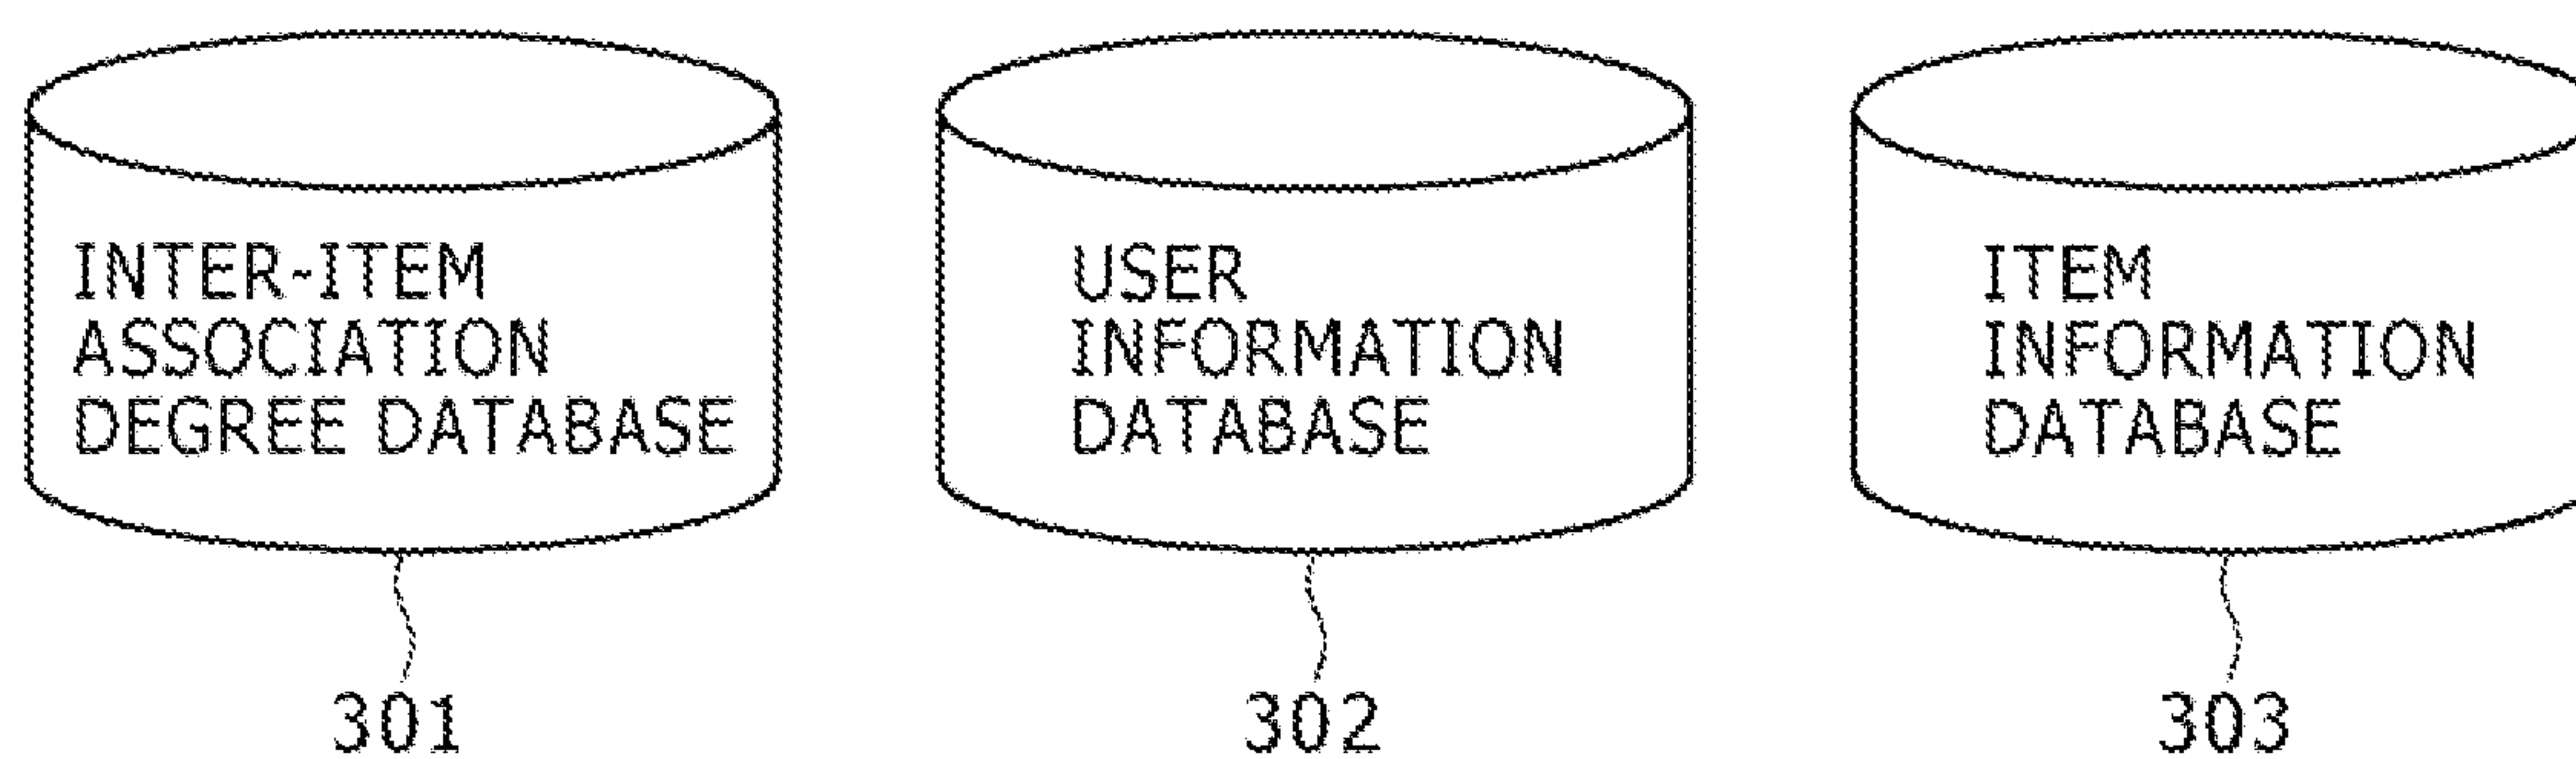 INTER-ITEM
ASSOCIATION
DEGREE DATABASE
301
USER
INFORMATION
DATABASE
302
ITEM
INFORMATION
DATABASE
303